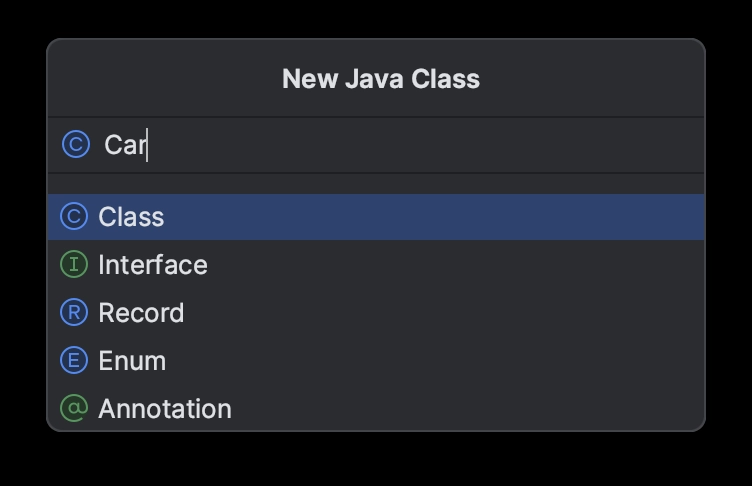 New Java Class
C Car
C Class
I Interface
R Record
E Enum
@ Annotation